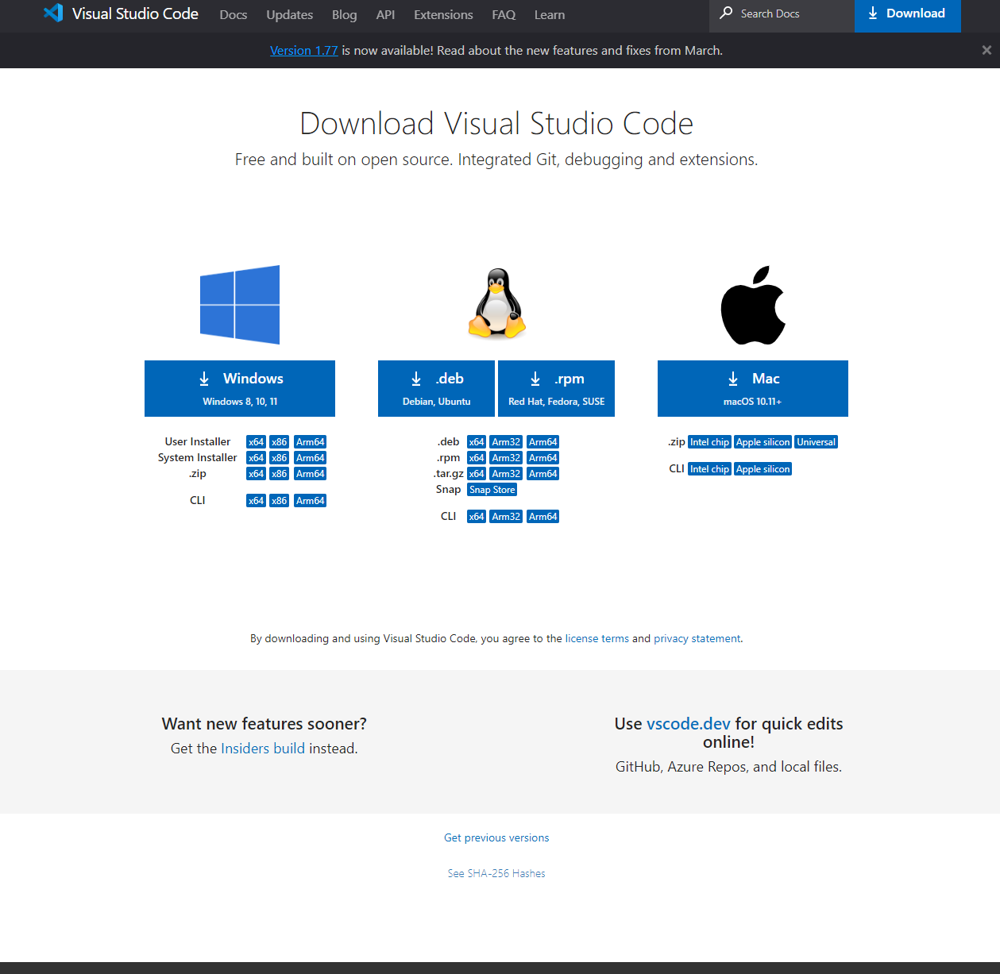 Visual Studio Code Docs Updates Blog API Extensions FAQ Learn Search Docs Download
Version 1.77 is now available! Read about the new features and fixes from March.
Download Visual Studio Code
Free and built on open source. Integrated Git, debugging and extensions.
Windows
Windows 8, 10, 11
User Installer x64 x86 Arm64
System Installer x64 x86 Arm64
.zip x64 x86 Arm64
CLI x64 x86 Arm64
.deb
Debian, Ubuntu
.rpm
Red Hat, Fedora, SUSE
.deb x64 Arm32 Arm64
.rpm x64 Arm32 Arm64
.tar.gz x64 Arm32 Arm64
Snap Snap Store
CLI x64 Arm32 Arm64
Mac
macOS 10.11+
.zip Intel chip Apple silicon Universal
CLI Intel chip Apple silicon
By downloading and using Visual Studio Code, you agree to the license terms and privacy statement.
Want new features sooner?
Get the Insiders build instead.
Use vscode.dev for quick edits
online!
GitHub, Azure Repos, and local files.
Get previous versions
See SHA-256 Hashes